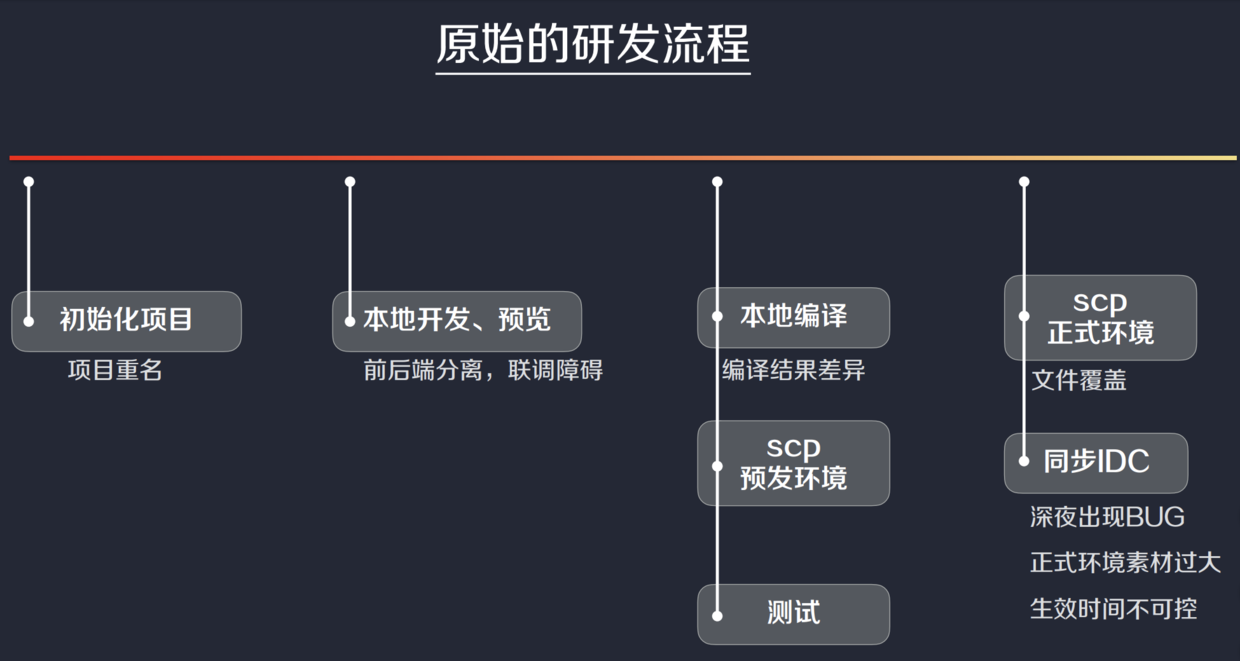 原始的研发流程
初始化项目
项目重名
本地开发、预览
前后端分离，联调障碍
本地编译
编译结果差异
scp
预发环境
测试
scp
正式环境
文件覆盖
同步IDC
深夜出现BUG
正式环境素材过大
生效时间不可控